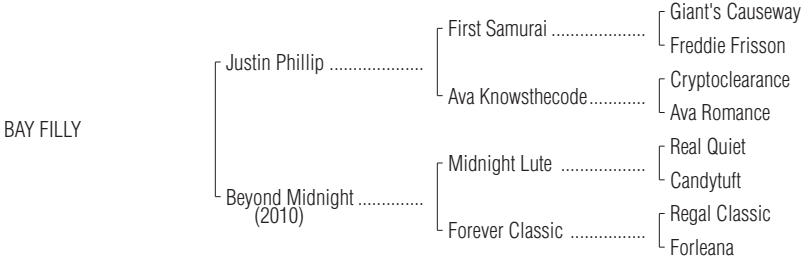 Giant's Causeway
First Samurai ....................
Freddie Frisson
Justin Phillip ....................
Cryptoclearance
Ava Knowsthecode............
Ava Romance
BAY FILLY
Real Quiet
Midnight Lute ..................
Candytuft
Beyond Midnight ..............
(2010)
Regal Classic
Forever Classic ................
Forleana